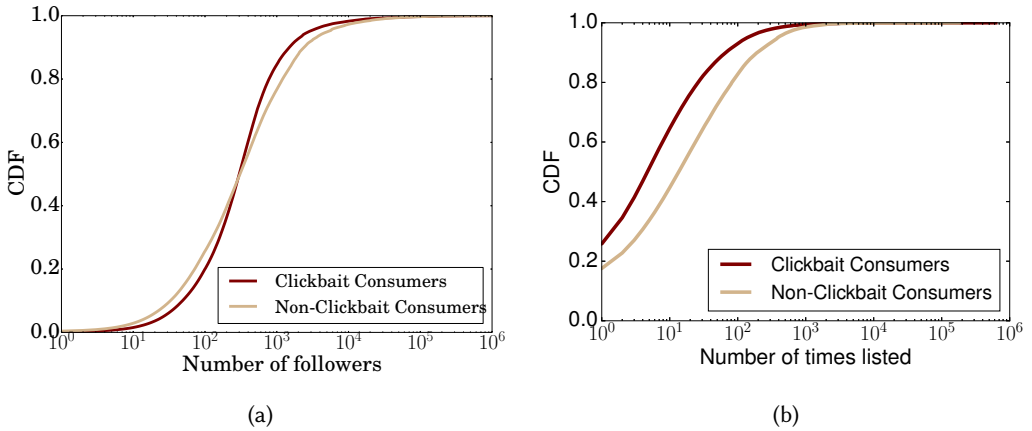 1.0
0.8
0.6
0.4
0.2
0.0
CDF
Clickbait Consumers
Non-Clickbait Consumers
10^0 10^1 10^2 10^3 10^4 10^5 10^6
Number of followers
(a)
1.0
0.8
0.6
0.4
0.2
0.0
CDF
Clickbait Consumers
Non-Clickbait Consumers
10^0 10^1 10^2 10^3 10^4 10^5 10^6
Number of times listed
(b)